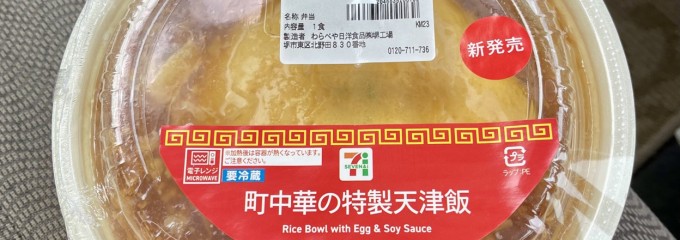 名称 弁当
内容量 1食
KM23
製造者 わらべや日洋食品㈱堺工場
堺市東区北野田830番地
0120-711-736
新発売
電子レンジ
MICROWAVE
※加熱後は容器が熱くなっています。
ご注意ください。
要冷蔵
SEVEN&i
プラ
ラップ:PE
町中華の特製天津飯
Rice Bowl with Egg & Soy Sauce